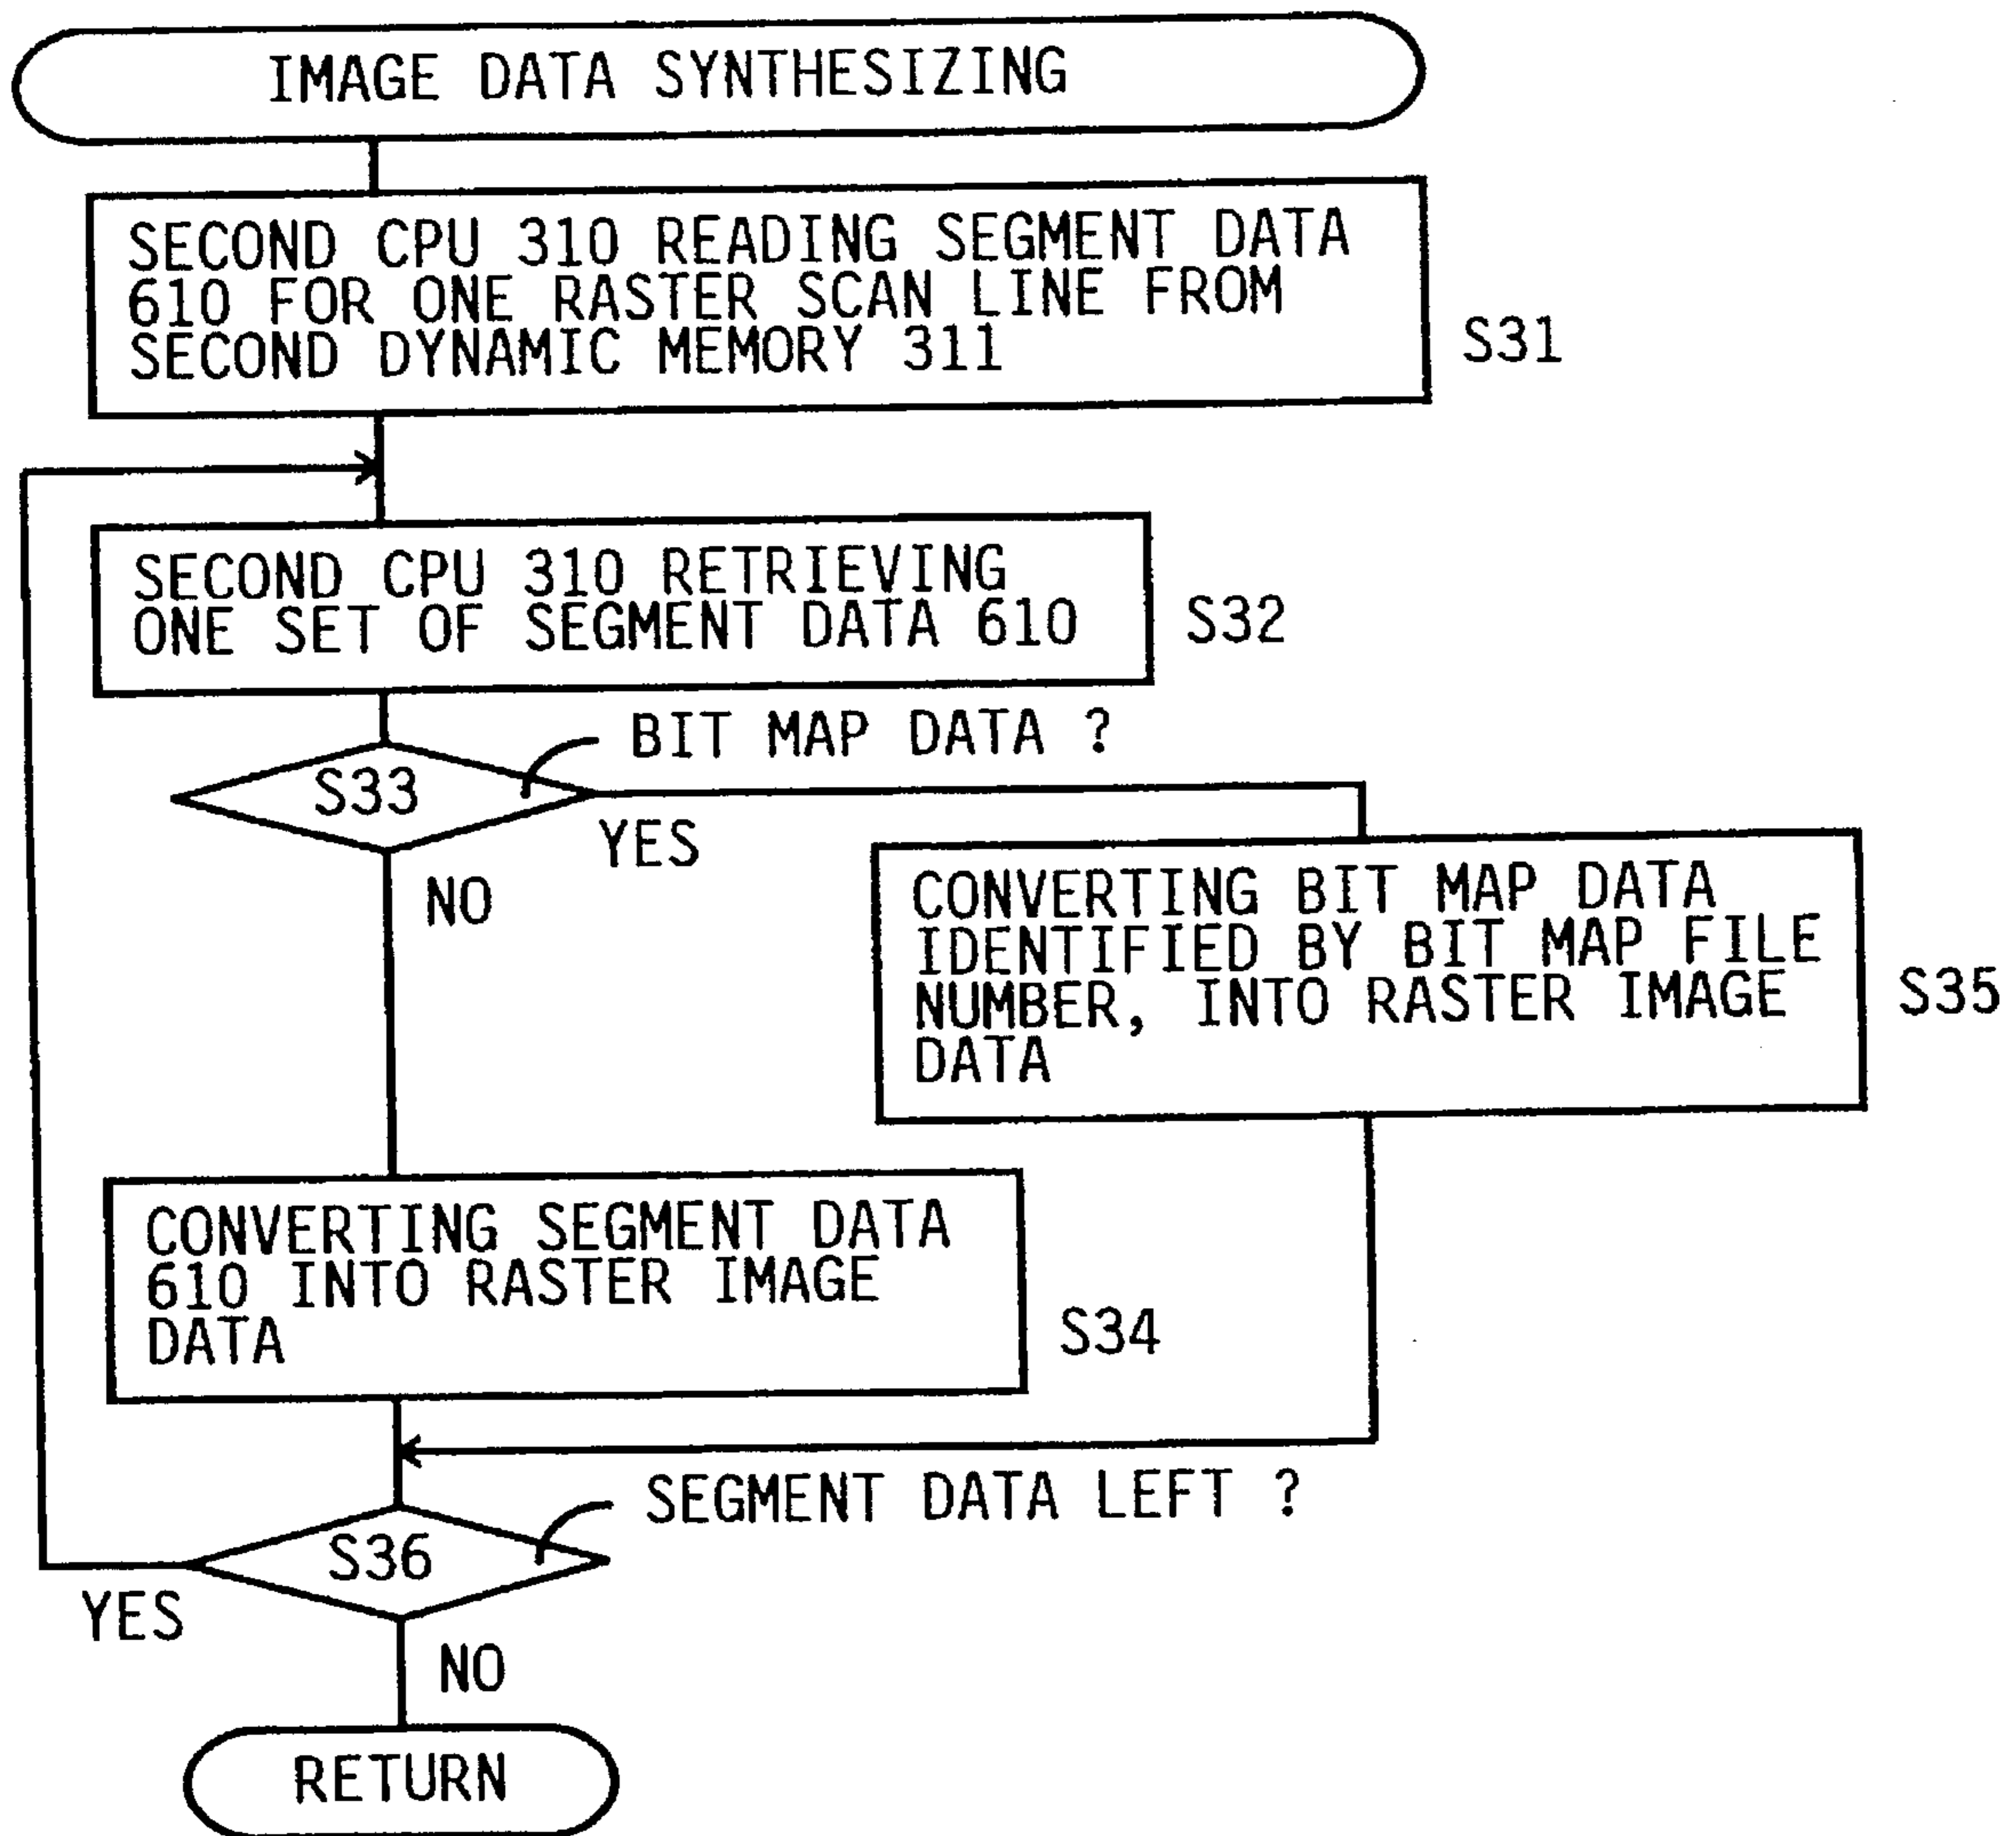 IMAGE DATA SYNTHESIZING
SECOND CPU 310 READING SEGMENT DATA
610 FOR ONE RASTER SCAN LINE FROM
SECOND DYNAMIC MEMORY 311
S31
SECOND CPU 310 RETRIEVING
ONE SET OF SEGMENT DATA 610
S32
BIT MAP DATA ?
S33
YES
NO
CONVERTING BIT MAP DATA
IDENTIFIED BY BIT MAP FILE
NUMBER, INTO RASTER IMAGE
DATA
S35
CONVERTING SEGMENT DATA
610 INTO RASTER IMAGE
DATA
S34
SEGMENT DATA LEFT ?
S36
YES
NO
RETURN